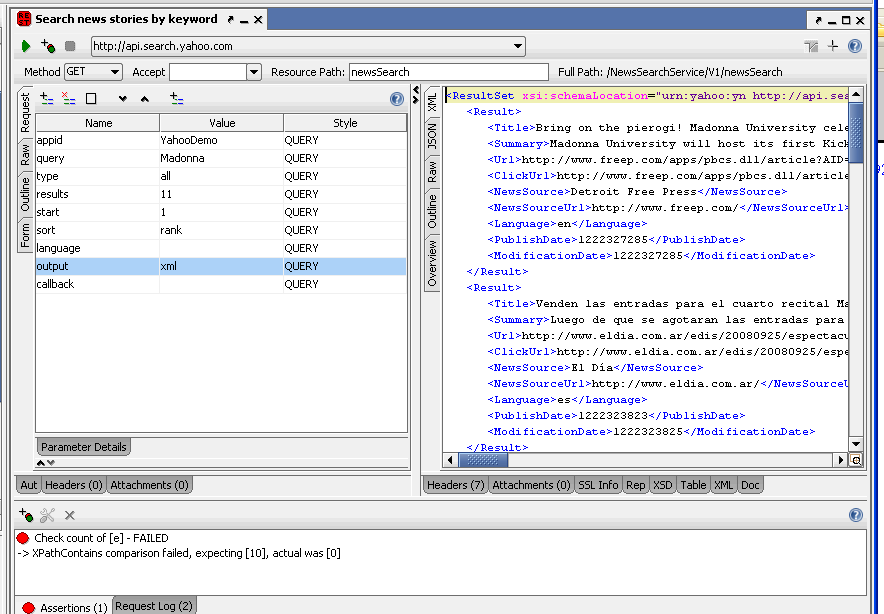 Search news stories by keyword
http://api.search.yahoo.com
Method GET Accept Resource Path: newsSearch Full Path: /NewsSearchService/V1/newsSearch
Request
Raw
Outline
Form
Name Value Style
appid YahooDemo QUERY
query Madonna QUERY
type all QUERY
results 11 QUERY
start 1 QUERY
sort rank QUERY
language QUERY
output xml QUERY
callback QUERY
Parameter Details
Aut Headers (0) Attachments (0)
XML
JSON
Raw
Outline
Overview
<ResultSet xsi:schemaLocation="urn:yahoo:yn http://api.sea
<Result>
<Title>Bring on the pierogi! Madonna University cele
<Summary>Madonna University will host its first Kick
<Url>http://www.freep.com/apps/pbcs.dll/article?AID=
<ClickUrl>http://www.freep.com/apps/pbcs.dll/article
<NewsSource>Detroit Free Press</NewsSource>
<NewsSourceUrl>http://www.freep.com/</NewsSourceUrl>
<Language>en</Language>
<PublishDate>1222327285</PublishDate>
<ModificationDate>1222327285</ModificationDate>
</Result>
<Result>
<Title>Venden las entradas para el cuarto recital Ma
<Summary>Luego de que se agotaran las entradas para
<Url>http://www.eldia.com.ar/edis/20080925/espectacu
<ClickUrl>http://www.eldia.com.ar/edis/20080925/espe
<NewsSource>El Día</NewsSource>
<NewsSourceUrl>http://www.eldia.com.ar/</NewsSourceUrl
<Language>es</Language>
<PublishDate>1222323823</PublishDate>
<ModificationDate>1222323825</ModificationDate>
</Result>
Headers (7) Attachments (0) SSL Info Rep XSD Table XML Doc
Check count of [e] - FAILED
-> XPathContains comparison failed, expecting [10], actual was [0]
Assertions (1) Request Log (2)